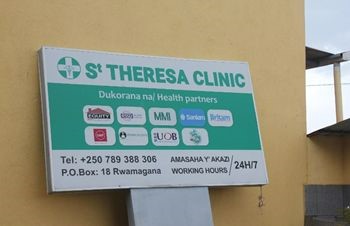 St THERESA CLINIC
Dukorana na/ Health partners
EQUITY MMI Sanlam Britam
UOB
Tel: +250 789 388 306
P.O.Box: 18 Rwamagana
AMASAHA Y' AKAZI
WORKING HOURS
/24H/7